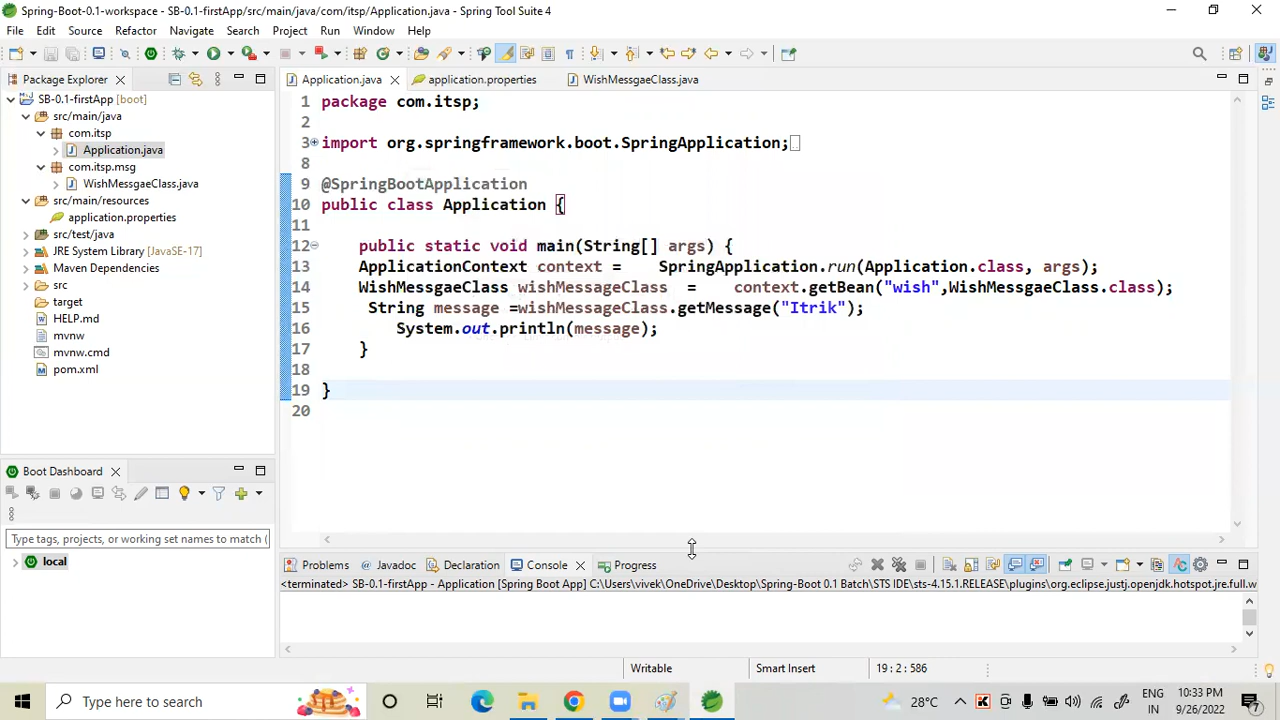 Spring-Boot-0.1-workspace - SB-0.1-firstApp/src/main/java/com/itsp/Application.java - Spring Tool Suite 4
File Edit Source Refactor Navigate Search Project Run Window Help
Package Explorer
SB-0.1-firstApp [boot]
src/main/java
com.itsp
Application.java
com.itsp.msg
WishMessgaeClass.java
src/main/resources
application.properties
src/test/java
JRE System Library [JavaSE-17]
Maven Dependencies
src
target
HELP.md
mvnw
mvnw.cmd
pom.xml
Boot Dashboard
Type tags, projects, or working set names to match (
local
Application.java application.properties WishMessgaeClass.java
1 package com.itsp;
2
3 import org.springframework.boot.SpringApplication;
8
9 @SpringBootApplication
10 public class Application {
11
12 public static void main(String[] args) {
13 ApplicationContext context = SpringApplication.run(Application.class, args);
14 WishMessgaeClass wishMessageClass = context.getBean("wish",WishMessgaeClass.class);
15 String message =wishMessageClass.getMessage("Itrik");
16 System.out.println(message);
17 }
18
19 }
20
Problems Javadoc Declaration Console Progress
<terminated> SB-0.1-firstApp - Application [Spring Boot App] C:\Users\vivek\OneDrive\Desktop\Spring-Boot 0.1 Batch\STS IDE\sts-4.15.1.RELEASE\plugins\org.eclipse.justj.openjdk.hotspot.jre.full.w
Writable Smart Insert 19 : 2 : 586
Type here to search
28°C
ENG
IN
10:33 PM
9/26/2022
7